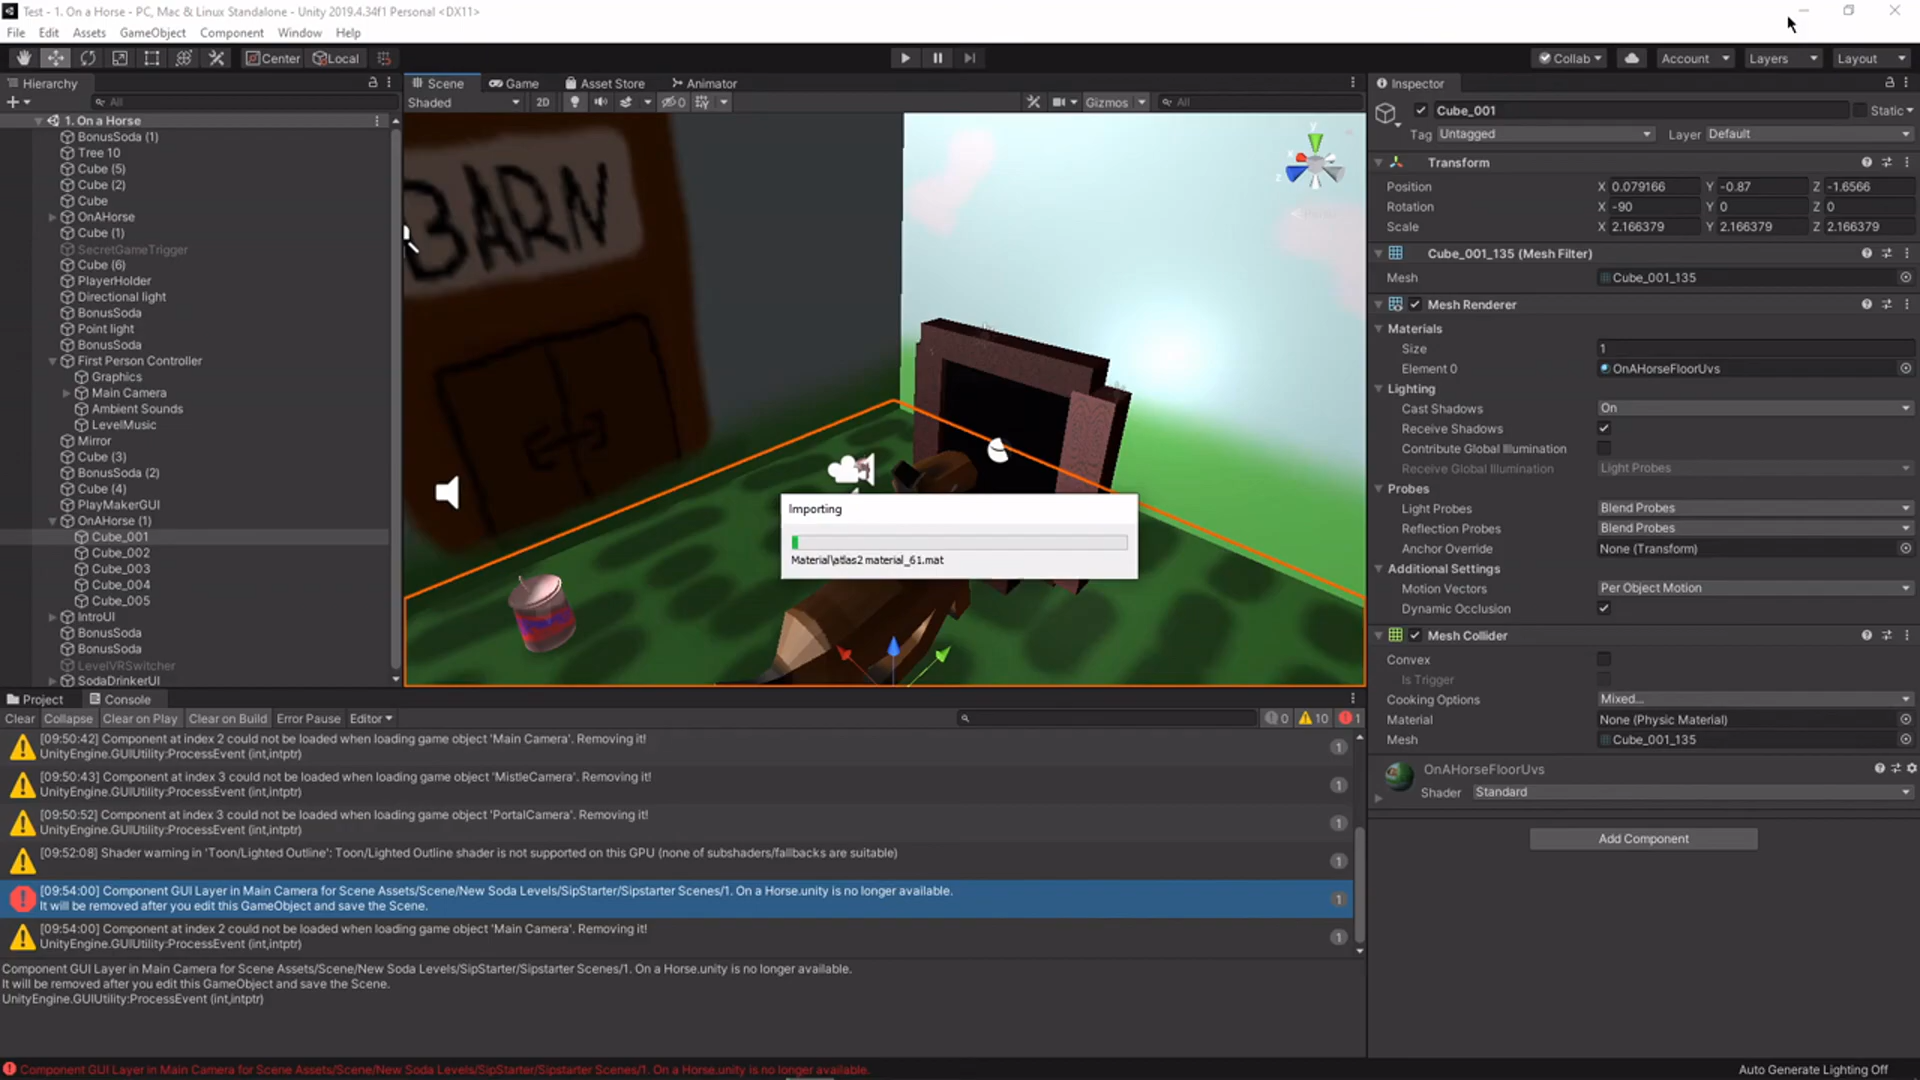 Test - 1. On a Horse - PC, Mac & Linux Standalone - Unity 2019.4.34f1 Personal <DX11>
File Edit Assets GameObject Component Window Help
Center Local Collab Account Layers Layout
Hierarchy
All
1. On a Horse
BonusSoda (1)
Tree 10
Cube (5)
Cube (2)
Cube
OnAHorse
Cube (1)
SecretGameTrigger
Cube (6)
PlayerHolder
Directional light
BonusSoda
Point light
BonusSoda
First Person Controller
Graphics
Main Camera
Ambient Sounds
LevelMusic
Mirror
Cube (3)
BonusSoda (2)
Cube (4)
PlayMakerGUI
OnAHorse (1)
Cube_001
Cube_002
Cube_003
Cube_004
Cube_005
IntroUI
BonusSoda
BonusSoda
LevelVRSwitcher
SodaDrinkerUI
Scene Game Asset Store Animator
Shaded 2D 0 Gizmos All
BARN
y
x
z
Importing
Material\atlas2 material_61.mat
Inspector
Cube_001 Static
Tag Untagged Layer Default
Transform
Position X 0.079166 Y -0.87 Z -1.6566
Rotation X -90 Y 0 Z 0
Scale X 2.166379 Y 2.166379 Z 2.166379
Cube_001_135 (Mesh Filter)
Mesh Cube_001_135
Mesh Renderer
Materials
Size 1
Element 0 OnAHorseFloorUvs
Lighting
Cast Shadows On
Receive Shadows
Contribute Global Illumination
Receive Global Illumination Light Probes
Probes
Light Probes Blend Probes
Reflection Probes Blend Probes
Anchor Override None (Transform)
Additional Settings
Motion Vectors Per Object Motion
Dynamic Occlusion
Mesh Collider
Convex
Is Trigger
Cooking Options Mixed...
Material None (Physic Material)
Mesh Cube_001_135
OnAHorseFloorUvs
Shader Standard
Add Component
Project Console
Clear Collapse Clear on Play Clear on Build Error Pause Editor 0 10 1
[09:50:42] Component at index 2 could not be loaded when loading game object 'Main Camera'. Removing it!
UnityEngine.GUIUtility:ProcessEvent (int,intptr)
1
[09:50:43] Component at index 3 could not be loaded when loading game object 'MistleCamera'. Removing it!
UnityEngine.GUIUtility:ProcessEvent (int,intptr)
1
[09:50:52] Component at index 3 could not be loaded when loading game object 'PortalCamera'. Removing it!
UnityEngine.GUIUtility:ProcessEvent (int,intptr)
1
[09:52:08] Shader warning in 'Toon/Lighted Outline': Toon/Lighted Outline shader is not supported on this GPU (none of subshaders/fallbacks are suitable)
1
[09:54:00] Component GUI Layer in Main Camera for Scene Assets/Scene/New Soda Levels/SipStarter/Sipstarter Scenes/1. On a Horse.unity is no longer available.
It will be removed after you edit this GameObject and save the Scene.
1
[09:54:00] Component at index 2 could not be loaded when loading game object 'Main Camera'. Removing it!
UnityEngine.GUIUtility:ProcessEvent (int,intptr)
1
Component GUI Layer in Main Camera for Scene Assets/Scene/New Soda Levels/SipStarter/Sipstarter Scenes/1. On a Horse.unity is no longer available.
It will be removed after you edit this GameObject and save the Scene.
UnityEngine.GUIUtility:ProcessEvent (int,intptr)
Component GUI Layer in Main Camera for Scene Assets/Scene/New Soda Levels/SipStarter/Sipstarter Scenes/1. On a Horse.unity is no longer available.
Auto Generate Lighting Off